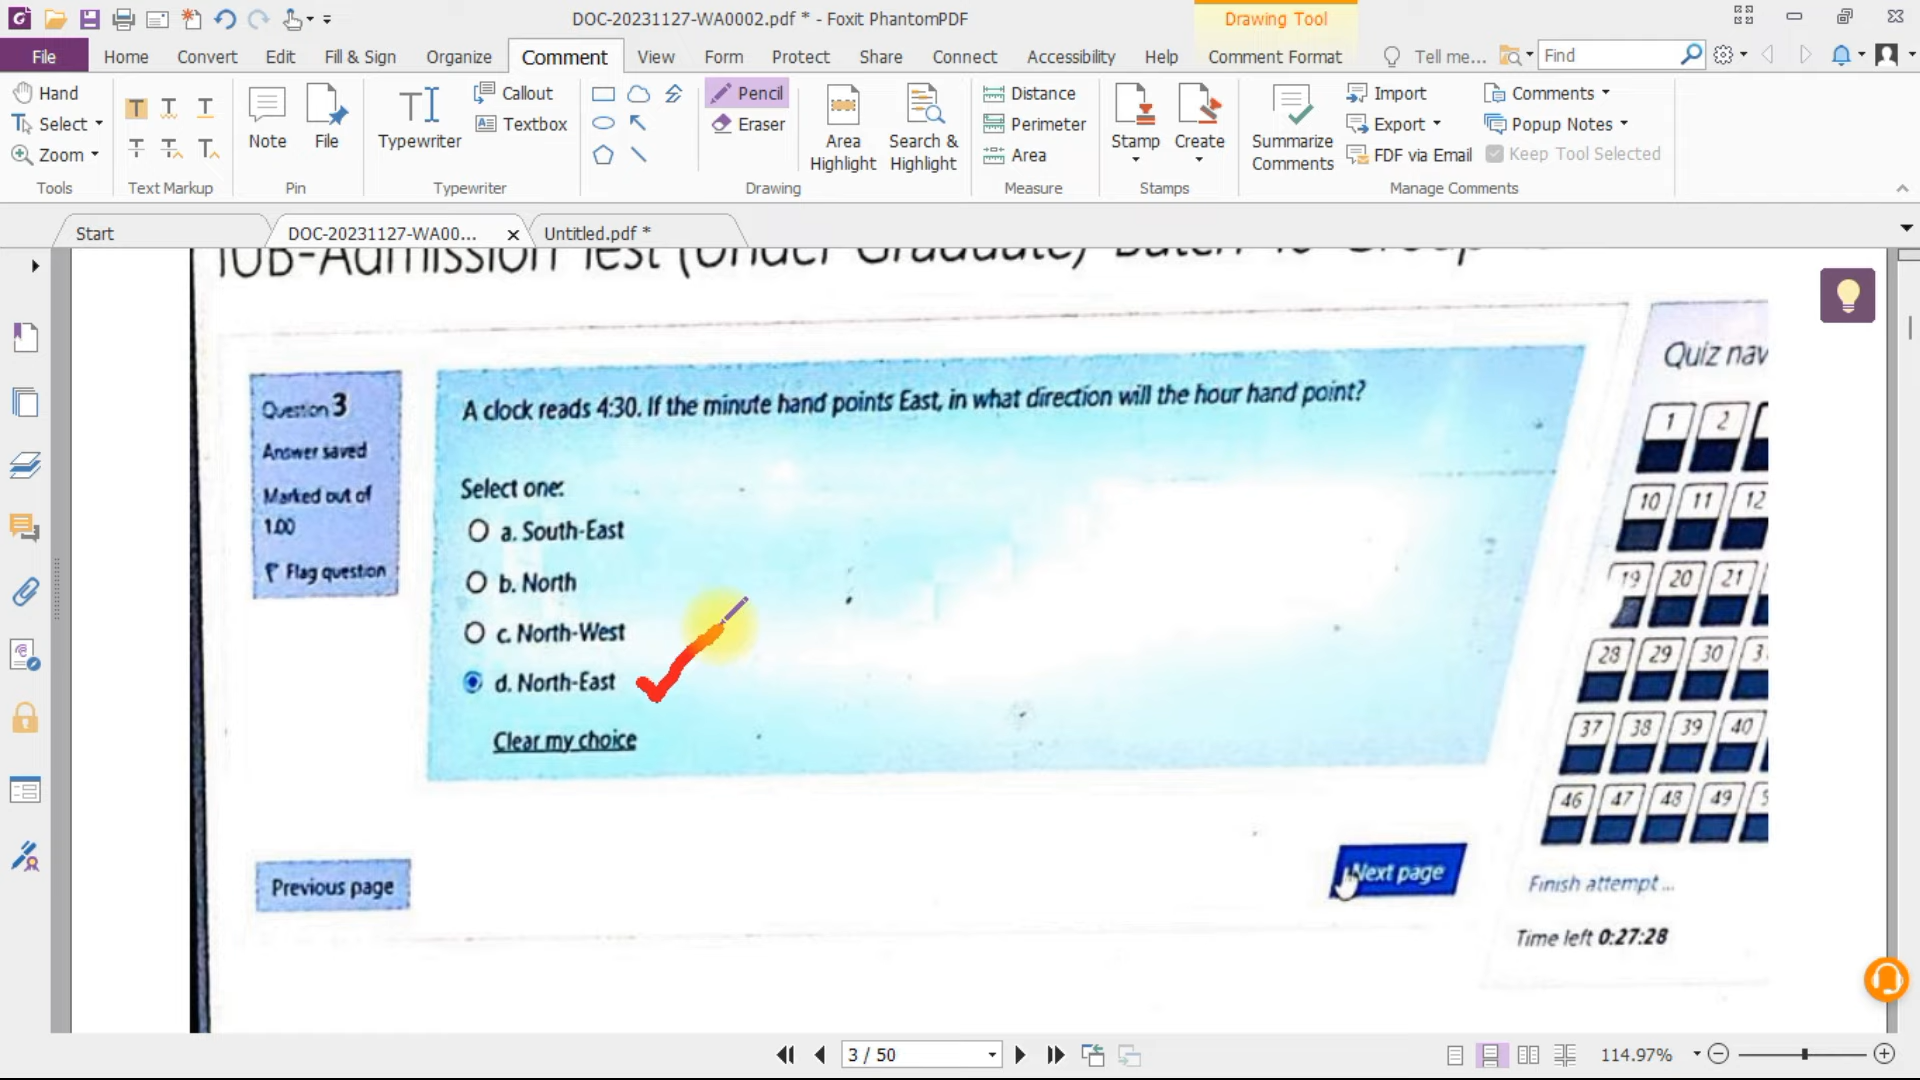 DOC-20231127-WA0002.pdf * - Foxit PhantomPDF
Drawing Tool
File
Home
Convert
Edit
Fill & Sign
Organize
Comment
View
Form
Protect
Share
Connect
Accessibility
Help
Comment Format
Tell me...
Find
Hand
Select
Zoom
Tools
Text Markup
Note
File
Pin
Typewriter
Callout
Textbox
Typewriter
Pencil
Eraser
Area Highlight
Search & Highlight
Drawing
Distance
Perimeter
Area
Measure
Stamp
Create
Stamps
Summarize Comments
Import
Export
FDF via Email
Comments
Popup Notes
Keep Tool Selected
Manage Comments
Start
DOC-20231127-WA00...
Untitled.pdf *
-Admission Test (Under Graduate)
Question 3
Answer saved
Marked out of
1.00
Flag question
A clock reads 4:30. If the minute hand points East, in what direction will the hour hand point?
Select one:
a. South-East
b. North
c. North-West
d. North-East
Clear my choice
Previous page
Next page
Quiz nav
1 2
10 11 12
19 20 21
28 29 30
37 38 39 40
46 47 48 49
Finish attempt ...
Time left 0:27:28
3 / 50
114.97%